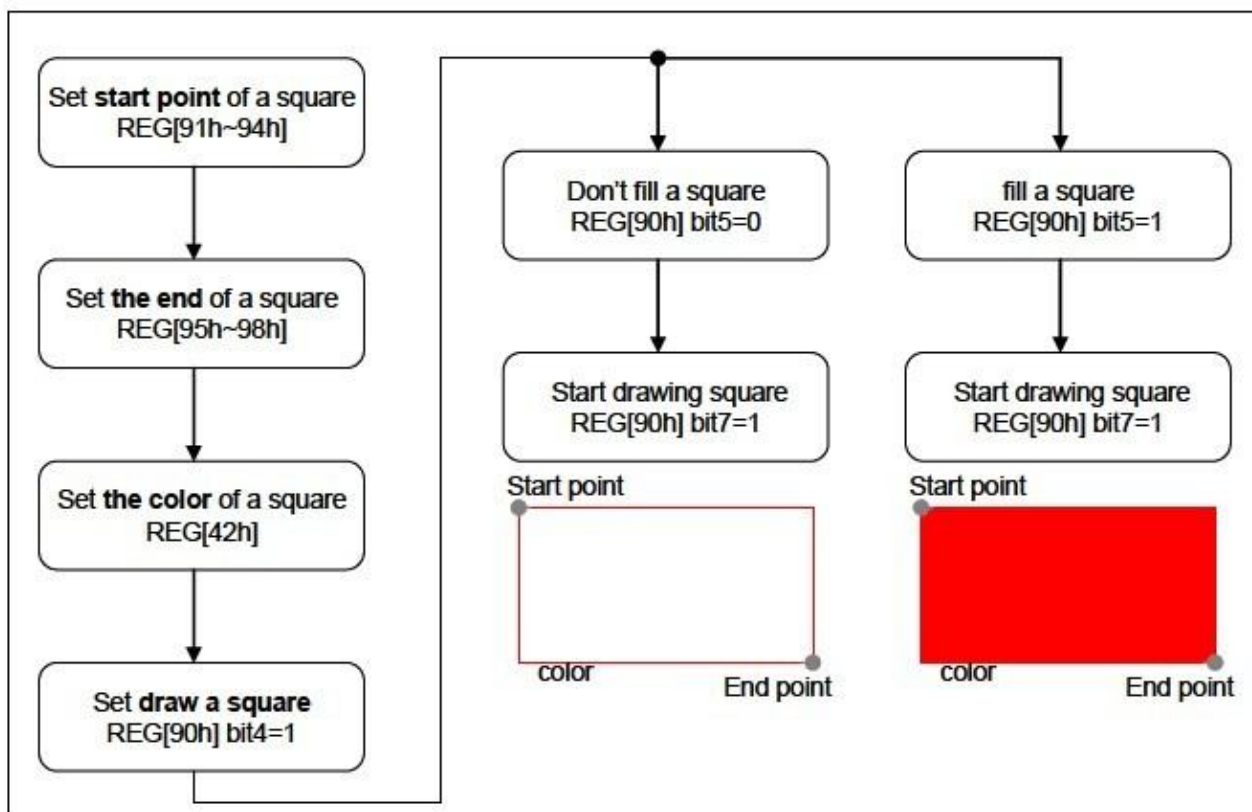 Set start point of a square
REG[91h~94h]
Set the end of a square
REG[95h~98h]
Set the color of a square
REG[42h]
Set draw a square
REG[90h] bit4=1
Don't fill a square
REG[90h] bit5=0
Start drawing square
REG[90h] bit7=1
Start point
color
End point
fill a square
REG[90h] bit5=1
Start drawing square
REG[90h] bit7=1
Start point
color
End point